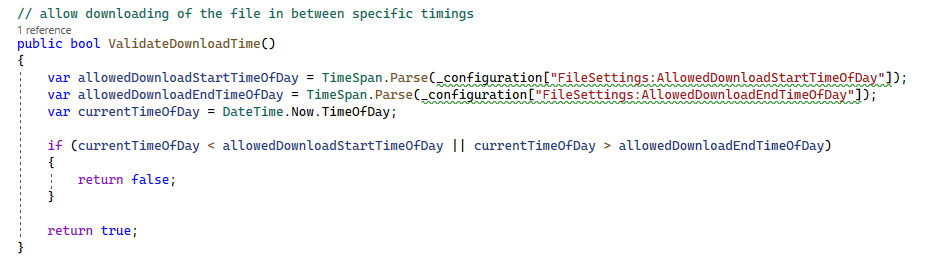 // allow downloading of the file in between specific timings
1 reference
public bool ValidateDownloadTime()
{
    var allowedDownloadStartTimeOfDay = TimeSpan.Parse(_configuration["FileSettings:AllowedDownloadStartTimeOfDay"]);
    var allowedDownloadEndTimeOfDay = TimeSpan.Parse(_configuration["FileSettings:AllowedDownloadEndTimeOfDay"]);
    var currentTimeOfDay = DateTime.Now.TimeOfDay;

    if (currentTimeOfDay < allowedDownloadStartTimeOfDay || currentTimeOfDay > allowedDownloadEndTimeOfDay)
    {
        return false;
    }

    return true;
}